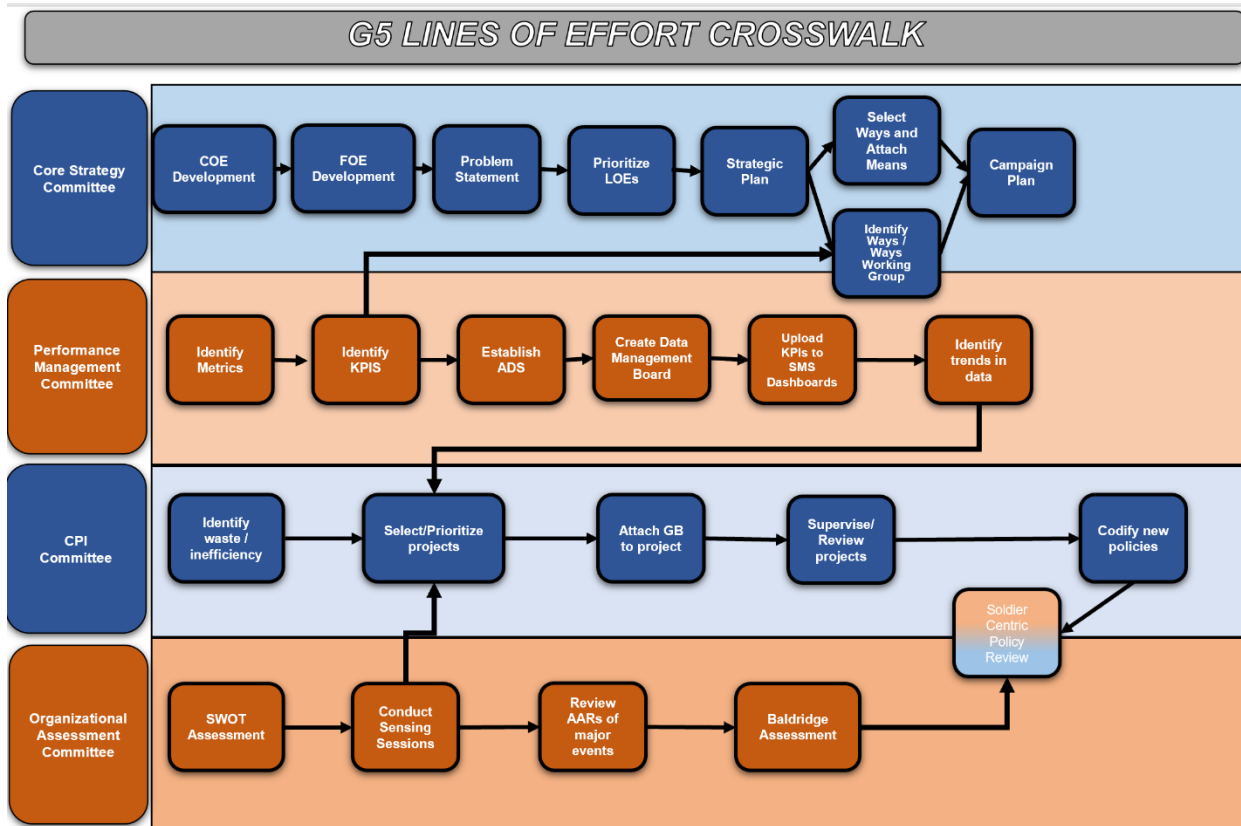 G5 LINES OF EFFORT CROSSWALK
Core Strategy
Committee
COE
Development
FOE
Development
Problem
Statement
Prioritize
LOEs
Strategic
Plan
Select
Ways and
Attach
Means
Identify
Ways /
Ways
Working
Group
Campaign
Plan
Performance
Management
Committee
Identify
Metrics
Identify
KPIS
Establish
ADS
Create Data
Management
Board
Upload
KPIs to
SMS
Dashboards
Identify
trends in
data
CPI
Committee
Identify
waste /
inefficiency
Select/Prioritize
projects
Attach GB
to project
Supervise/
Review
projects
Codify new
policies
Soldier
Centric
Policy
Review
Organizational
Assessment
Committee
SWOT
Assessment
Conduct
Sensing
Sessions
Review
AARs of
major
events
Baldridge
Assessment